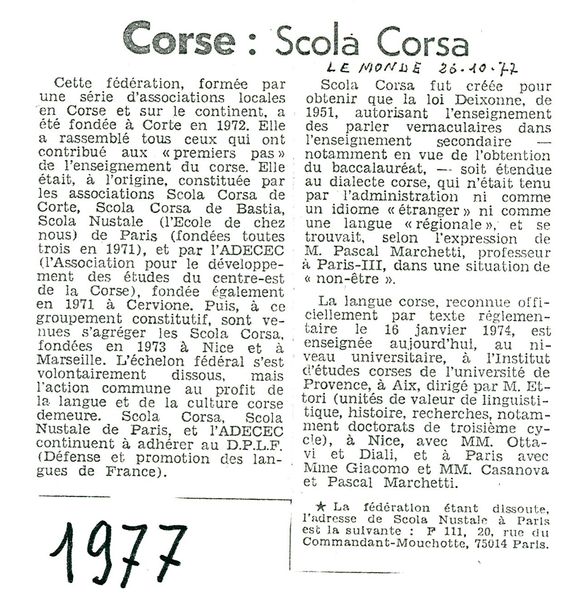 Corse : Scola Corsa
LE MONDE 26.10.77
Cette fédération, formée par
une série d'associations locales
en Corse et sur le continent, a
été fondée à Corte en 1972. Elle
a rassemblé tous ceux qui ont
contribué aux « premiers pas »
de l'enseignement du corse. Elle
était, à l'origine, constituée par
les associations Scola Corsa de
Corte, Scola Corsa de Bastia,
Scola Nustale (l'Ecole de chez
nous) de Paris (fondées toutes
trois en 1971), et par l'ADECEC
(l'Association pour le développe-
ment des études du centre-est
de la Corse), fondée également
en 1971 à Cervione. Puis, à ce
groupement constitutif, sont ve-
nues s'agréger les Scola Corsa,
fondées en 1973 à Nice et à
Marseille. L'échelon fédéral s'est
volontairement dissous, mais
l'action commune au profit de
la langue et de la culture corse
demeure. Scola Corsa, Scola
Nustale de Paris, et l'ADECEC
continuent à adhérer au D.P.L.F.
(Défense et promotion des lan-
gues de France).
Scola Corsa fut créée pour
obtenir que la loi Deixonne, de
1951, autorisant l'enseignement
des parler vernaculaires dans
l'enseignement secondaire —
notamment en vue de l'obtention
du baccalauréat, — soit étendue
au dialecte corse, qui n'était tenu
par l'administration ni comme
un idiome « étranger » ni comme
une langue « régionale », et se
trouvait, selon l'expression de
M. Pascal Marchetti, professeur
à Paris-III, dans une situation de
« non-être ».
La langue corse, reconnue offi-
ciellement par texte réglemen-
taire le 16 janvier 1974, est
enseignée aujourd'hui, au ni-
veau universitaire, à l'Institut
d'études corses de l'université de
Provence, à Aix, dirigé par M. Et-
tori (unités de valeur de linguis-
tique, histoire, recherches, notam-
ment doctorats de troisième cy-
cle), à Nice, avec MM. Otta-
vi et Diali, et à Paris avec
Mme Giacomo et MM. Casanova
et Pascal Marchetti.
★ La fédération étant dissoute,
l'adresse de Scola Nustale à Paris
est la suivante : F 111, 20, rue du
Commandant-Mouchotte, 75014 Paris.
1977